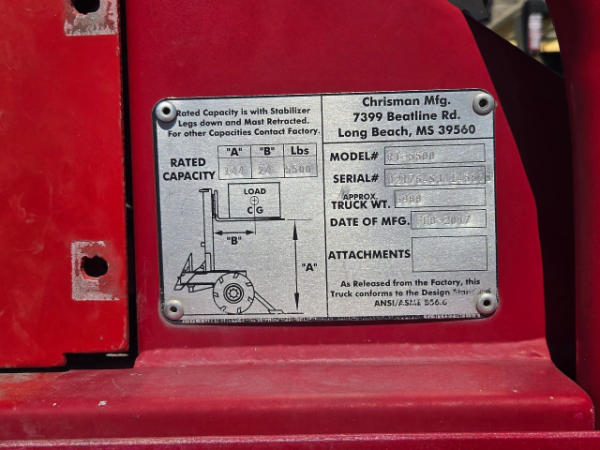 Rated Capacity is with Stabilizer
Legs down and Mast Retracted.
For other Capacities Contact Factory.
"A" "B" Lbs
RATED CAPACITY 144 24 5500
LOAD
C G
"B"
"A"
Chrisman Mfg.
7399 Beatline Rd.
Long Beach, MS 39560
MODEL#
SERIAL#
APPROX.
TRUCK WT.
DATE OF MFG.
ATTACHMENTS
As Released from the Factory, this
Truck conforms to the Design Standard
ANSI/ASME B56.6